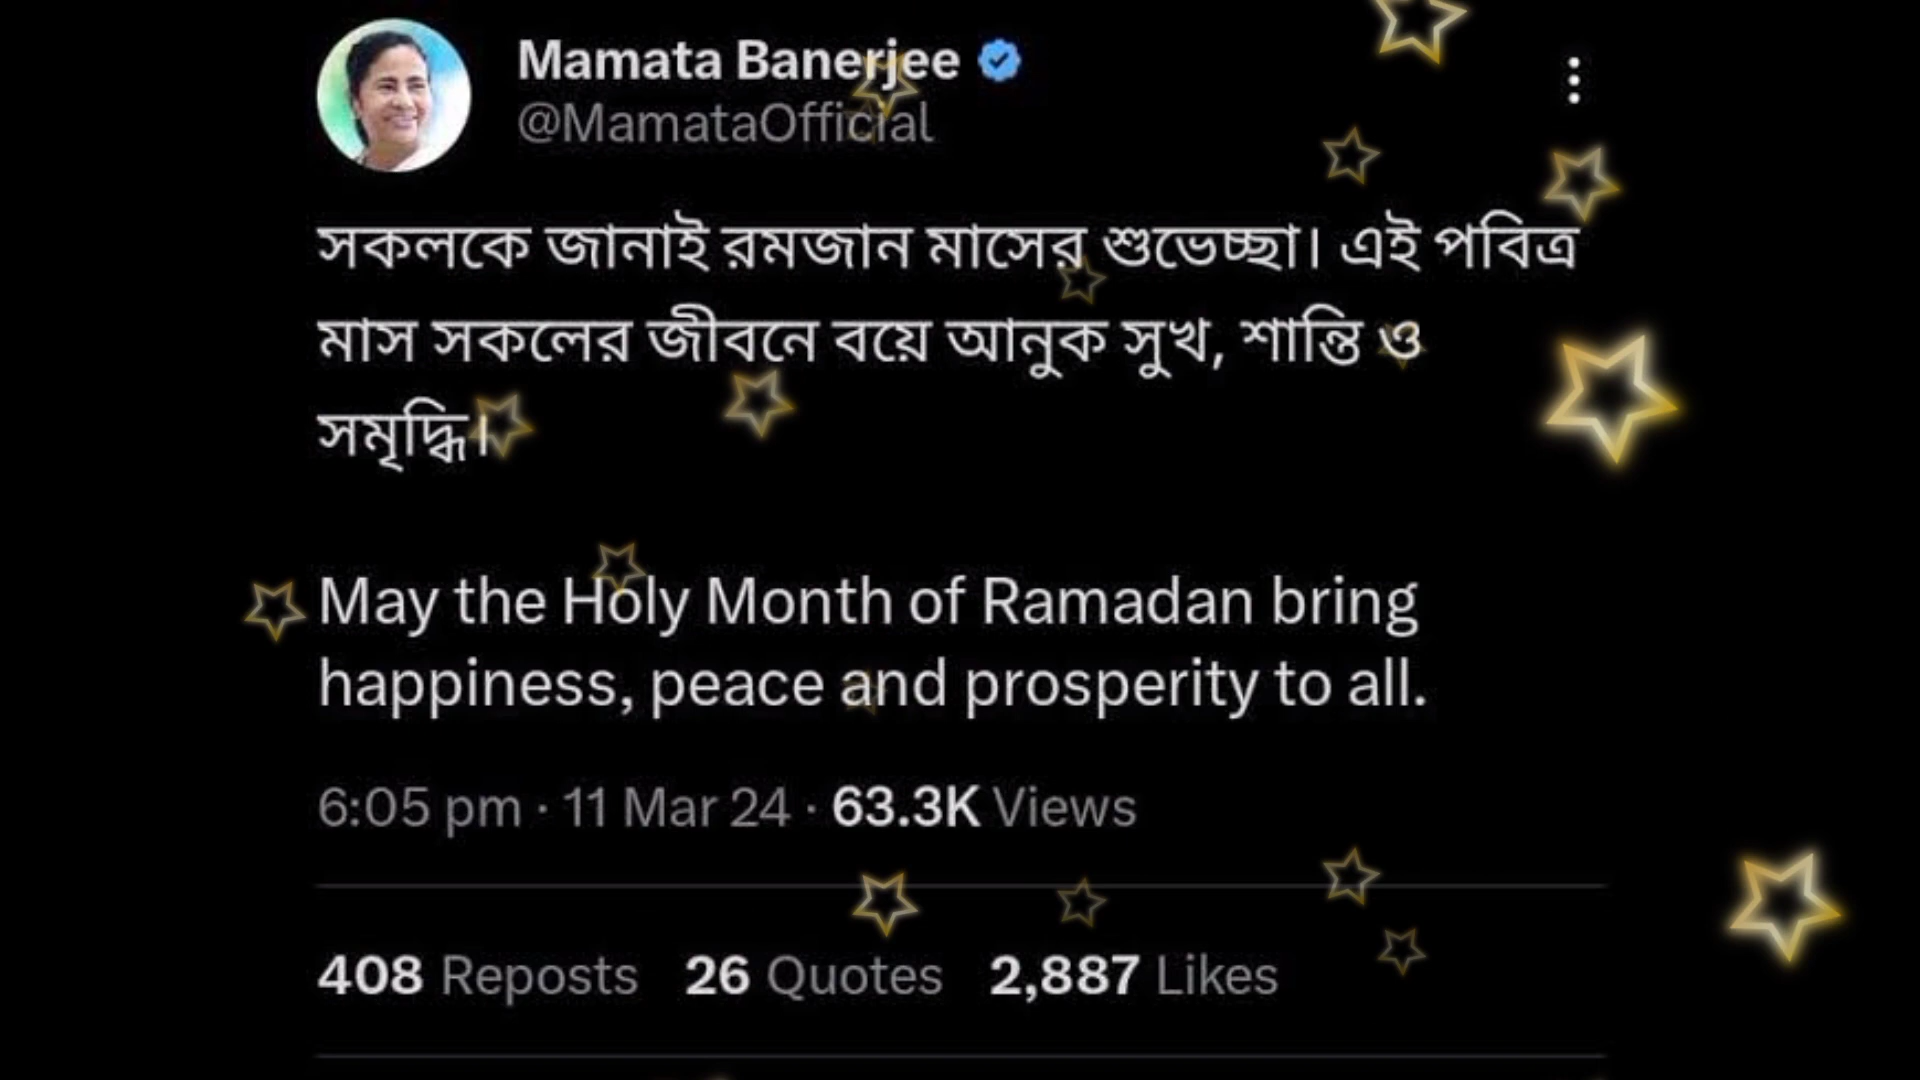 Mamata Banerjee
@MamataOfficial
সকলকে জানাই রমজান মাসের শুভেচ্ছা। এই পবিত্র
মাস সকলের জীবনে বয়ে আনুক সুখ, শান্তি ও
সমৃদ্ধি।
May the Holy Month of Ramadan bring
happiness, peace and prosperity to all.
6:05 pm · 11 Mar 24 · 63.3K Views
408 Reposts 26 Quotes 2,887 Likes